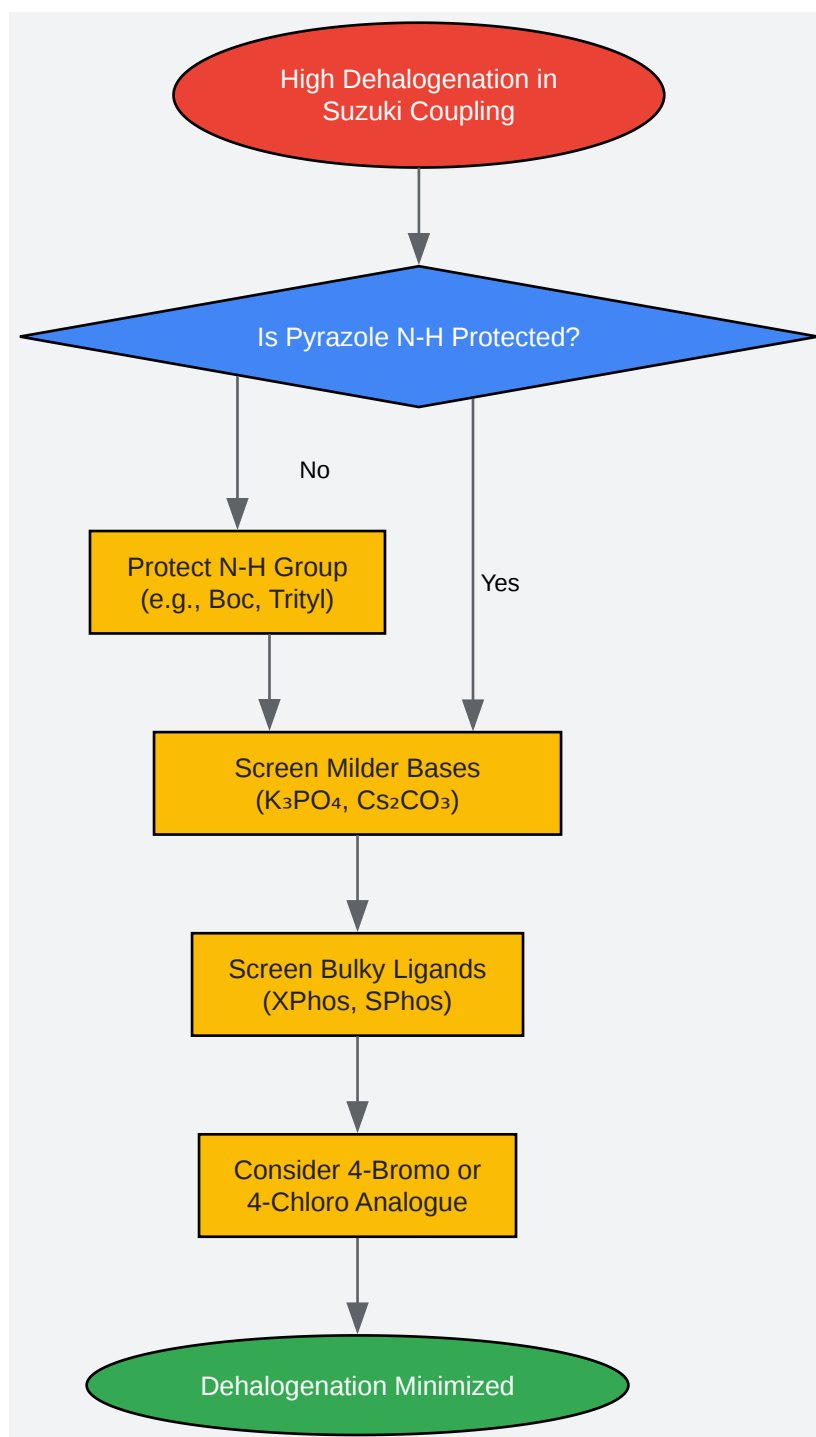 High Dehalogenation in
Suzuki Coupling
Is Pyrazole N-H Protected?
No
Protect N-H Group
(e.g., Boc, Trityl)
Yes
Screen Milder Bases
(K₃PO₄, Cs₂CO₃)
Screen Bulky Ligands
(XPhos, SPhos)
Consider 4-Bromo or
4-Chloro Analogue
Dehalogenation Minimized